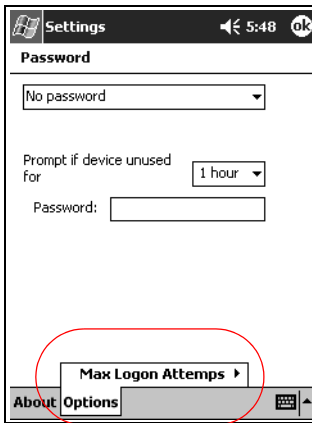 Settings 5:48 ok
Password
No password
Prompt if device unused
for 1 hour
Password:
Max Logon Attemps
About Options